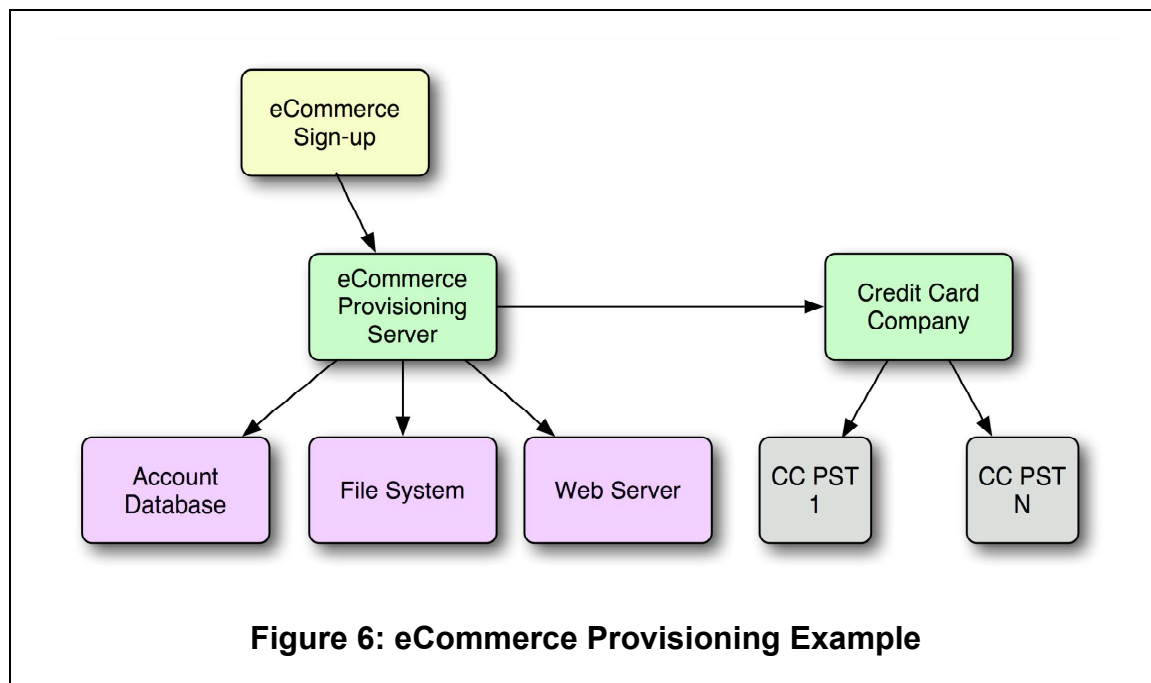 eCommerce
Sign-up
eCommerce
Provisioning
Server
Credit Card
Company
Account
Database
File System
Web Server
CC PST
1
CC PST
N
Figure 6: eCommerce Provisioning Example